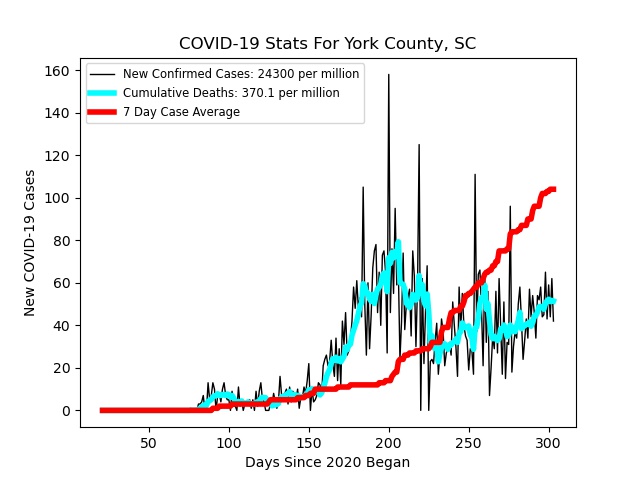 COVID-19 Stats For York County, SC
New Confirmed Cases: 24300 per million
Cumulative Deaths: 370.1 per million
7 Day Case Average
160
140
120
100
80
60
40
20
0
New COVID-19 Cases
50 100 150 200 250 300
Days Since 2020 Began